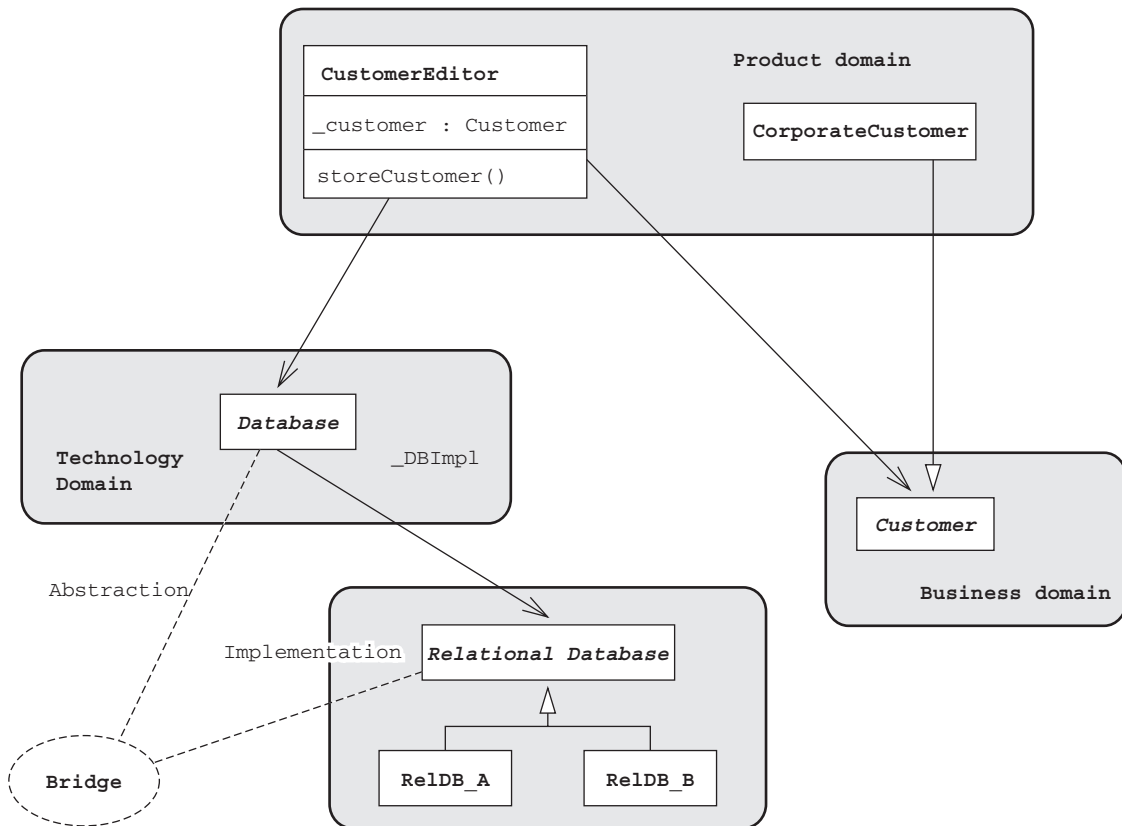 CustomerEditor
_customer : Customer
storeCustomer()
Product domain
CorporateCustomer
Database
Technology
Domain
_DBImpl
Customer
Business domain
Abstraction
Implementation
Relational Database
Bridge
RelDB_A
RelDB_B